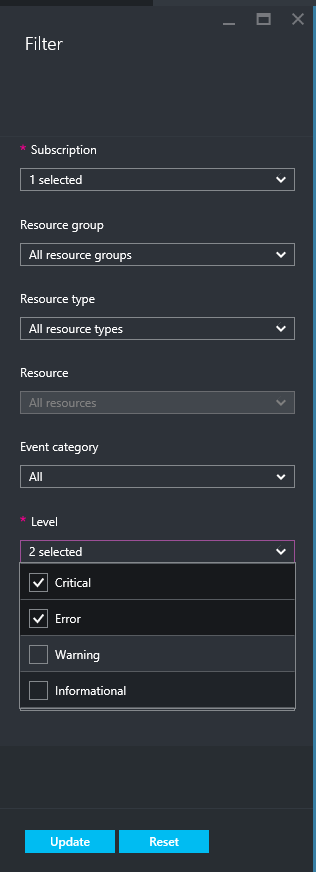 Filter
* Subscription
1 selected
Resource group
All resource groups
Resource type
All resource types
Resource
All resources
Event category
All
* Level
2 selected
Critical
Error
Warning
Informational
Update Reset